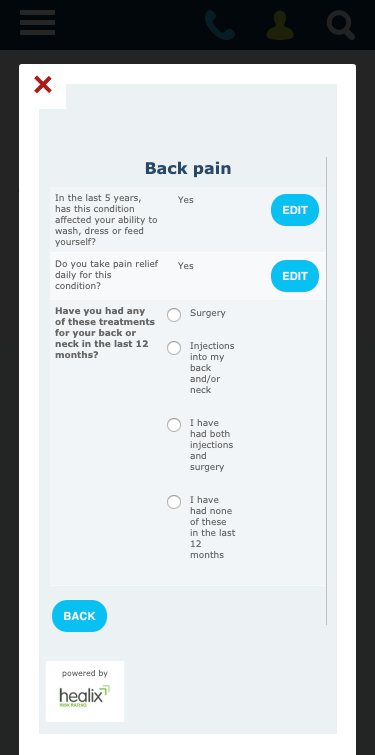 Back pain
In the last 5 years,
has this condition
affected your ability to
wash, dress or feed
yourself?
Yes
EDIT
Do you take pain relief
daily for this
condition?
Yes
EDIT
Have you had any
of these treatments
for your back or
neck in the last 12
months?
Surgery
Injections
into my
back
and/or
neck
I have
had both
injections
and
surgery
I have
had none
of these
in the last
12
months
BACK
powered by
healix
RISK RATING